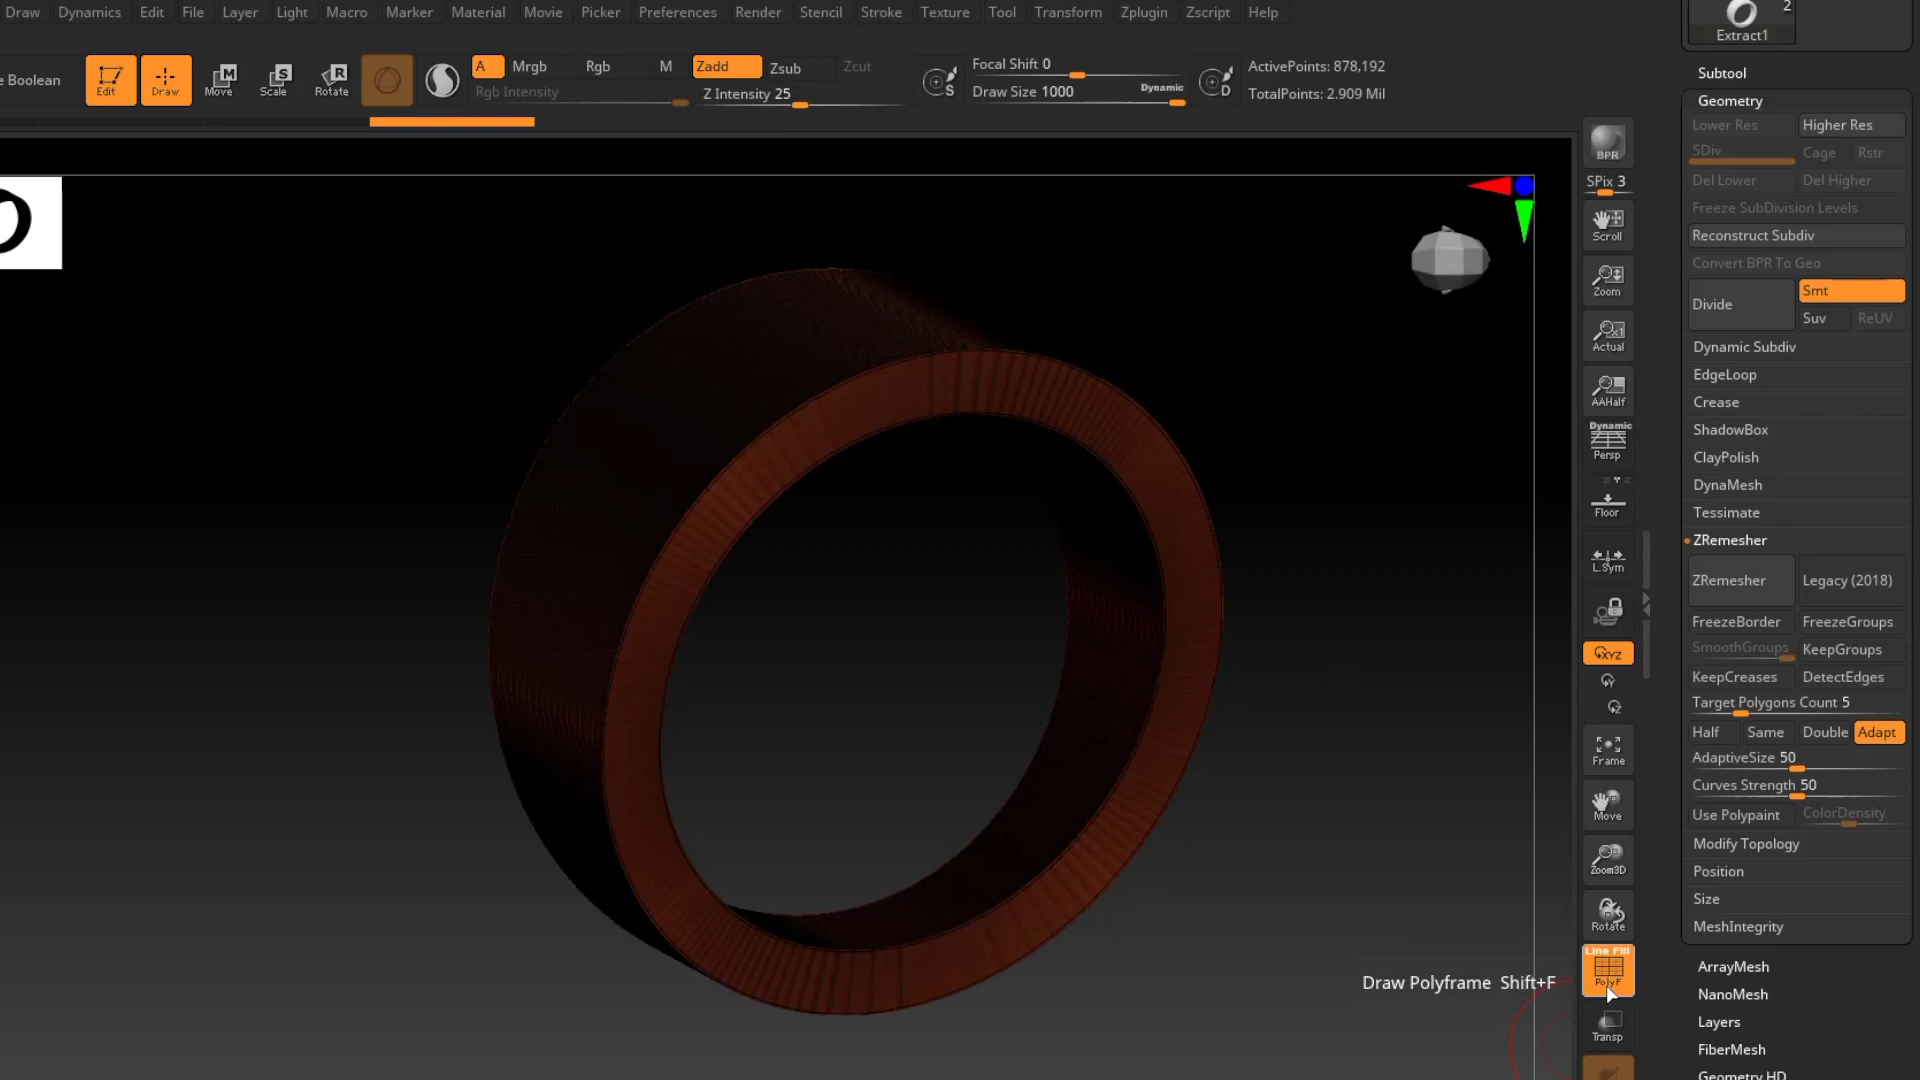 Draw Dynamics Edit File Layer Light Macro Marker Material Movie Picker Preferences Render Stencil Stroke Texture Tool Transform Zplugin Zscript Help
2
Extract1
e Boolean
Edit
Draw
Move M
Scale S
Rotate R
A Mrgb Rgb M
Rgb Intensity
Zadd Zsub Zcut
Z Intensity 25
S
Focal Shift 0
Draw Size 1000 Dynamic
D
ActivePoints: 878,192
TotalPoints: 2.909 Mil
BPR
SPix 3
Scroll
Zoom
Actual
AAHalf
Dynamic
Persp
Floor
L.Sym
XYZ
Y
Z
Frame
Move
Zoom3D
Rotate
Line Fill
PolyF
Transp
Draw Polyframe Shift+F
Subtool
Geometry
Lower Res Higher Res
SDiv Cage Rstr
Del Lower Del Higher
Freeze SubDivision Levels
Reconstruct Subdiv
Convert BPR To Geo
Divide Smt
Suv ReUV
Dynamic Subdiv
EdgeLoop
Crease
ShadowBox
ClayPolish
DynaMesh
Tessimate
ZRemesher
ZRemesher Legacy (2018)
FreezeBorder FreezeGroups
SmoothGroups KeepGroups
KeepCreases DetectEdges
Target Polygons Count 5
Half Same Double Adapt
AdaptiveSize 50
Curves Strength 50
Use Polypaint ColorDensity
Modify Topology
Position
Size
MeshIntegrity
ArrayMesh
NanoMesh
Layers
FiberMesh
Geometry HD